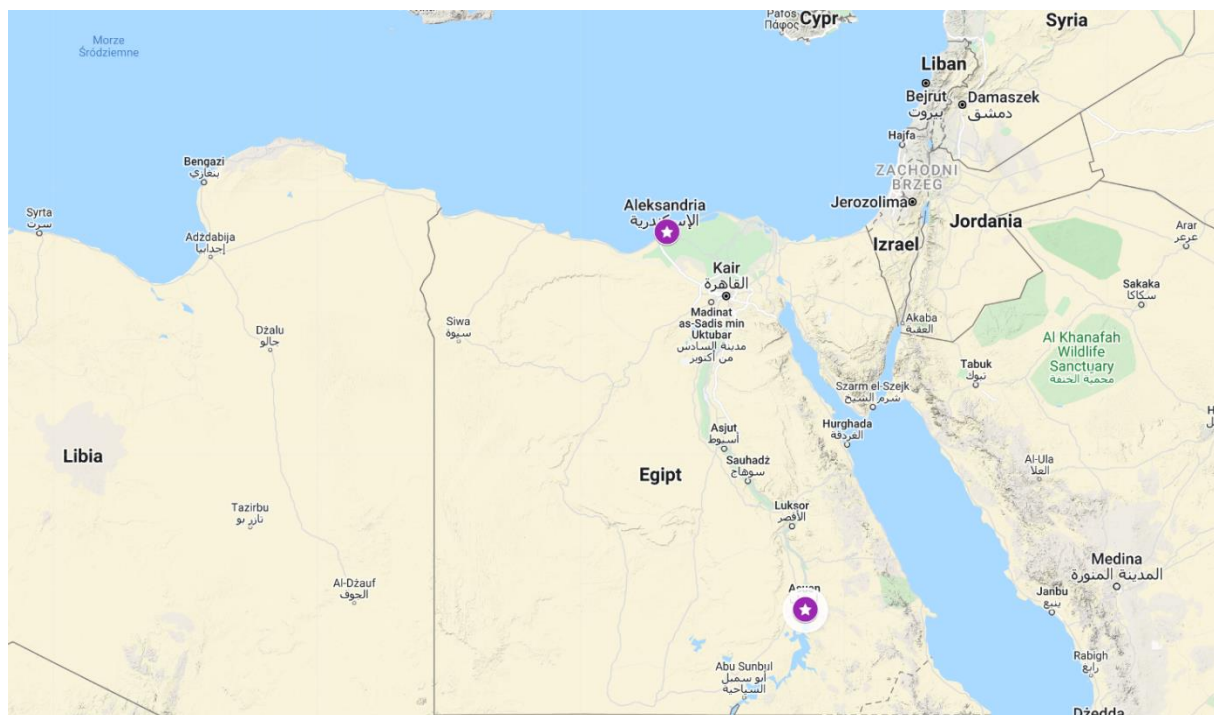 Morze
Śródziemne
Pafos
Πάφος
Cypr
Syria
Liban
Bejrut
بيروت
Damaszek
دمشق
Hajfa
ZACHODNI
BRZEG
Jerozolima
Jordania
Izrael
Arar
عرعر
Bengazi
بنغازي
Syrta
سرت
Adżdabija
إجدابيا
Aleksandria
الإسكندرية
Kair
القاهرة
Madinat
as-Sadis min
Uktubar
مدينة السادس
من أكتوبر
Siwa
سيوة
Dżalu
جالو
Akaba
العقبة
Sakaka
سكاكا
Al Khanafah
Wildlife
Sanctuary
محمية الخنفة
Tabuk
تبوك
Szarm el-Szejk
شرم الشيخ
Hurghada
الغردقة
Asjut
أسيوط
Sauhadż
سوهاج
Libia
Egipt
Al-Ula
العلا
Tazirbu
تازر بو
Luksor
الأقصر
Al-Dżauf
الجوف
Asuan
Medina
المدينة المنورة
Janbu
ينبع
Rabigh
رابغ
Abu Sunbul
أبو سمبل
السياحية
Dżedda